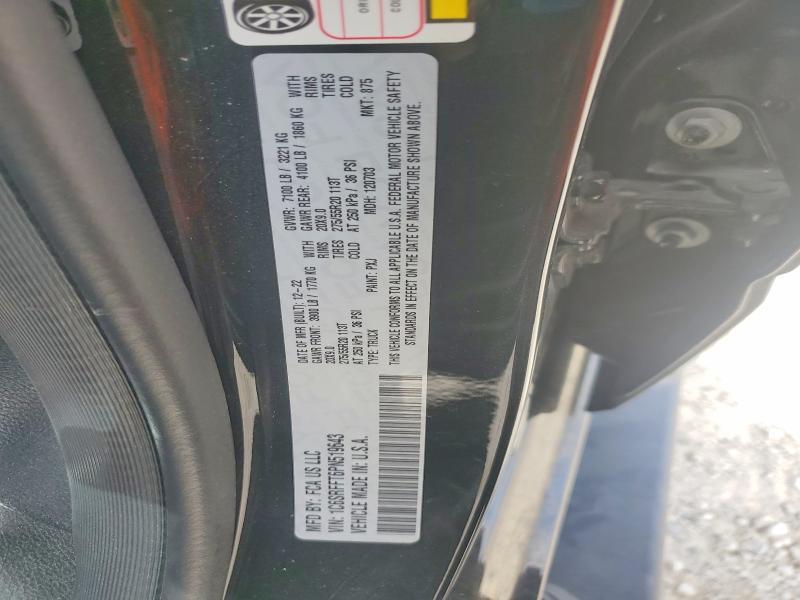 ORI
COL
MFD BY: FCA US LLC
DATE OF MFR (BUILT): 12-22
GVWR: 7100 LB / 3221 KG
GAWR FRONT: 3900 LB / 1770 KG WITH
GAWR REAR: 4100 LB / 1860 KG WITH
20X9.0 RIMS
20X9.0 RIMS
275/55R20 113T TIRES
275/55R20 113T TIRES
AT 250 kPa / 36 PSI COLD
AT 250 kPa / 36 PSI COLD
VIN: 1C6SRFFT6PN519643
TYPE: TRUCK
PAINT: PXJ
MDH: 120703
MKT: 875
VEHICLE MADE IN: U.S.A.
THIS VEHICLE CONFORMS TO ALL APPLICABLE U.S.A. FEDERAL MOTOR VEHICLE SAFETY
STANDARDS IN EFFECT ON THE DATE OF MANUFACTURE SHOWN ABOVE.